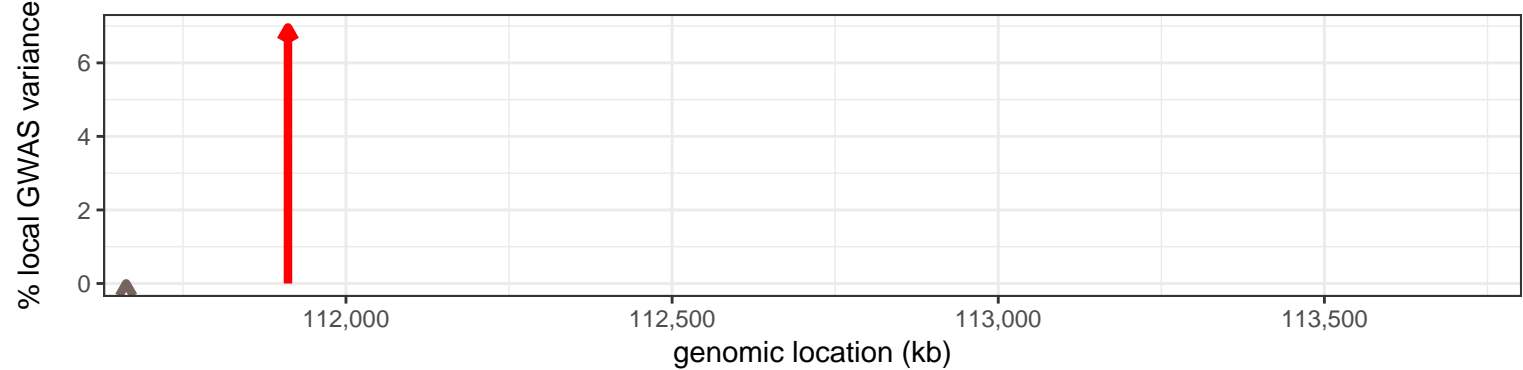 % local GWAS variance
6
4
2
0
112,000 112,500 113,000 113,500
genomic location (kb)